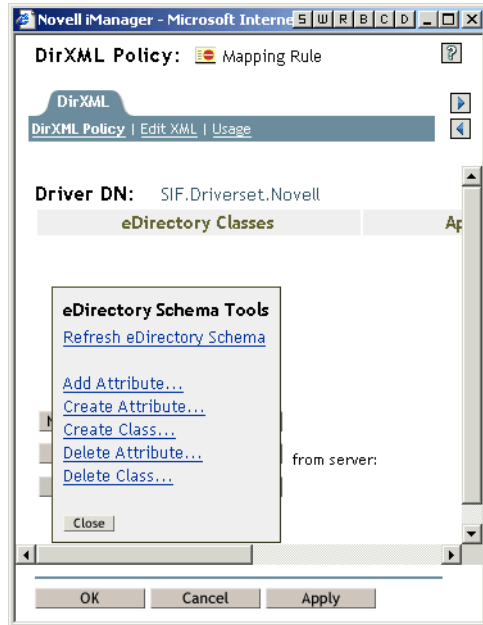 Novell iManager - Microsoft Interne
S W R B C D
DirXML Policy: Mapping Rule
?
DirXML
DirXML Policy | Edit XML | Usage
Driver DN: SIF.Driverset.Novell
eDirectory Classes
eDirectory Schema Tools
Refresh eDirectory Schema
Add Attribute...
Create Attribute...
Create Class...
Delete Attribute...
from server:
Delete Class...
Close
OK Cancel Apply